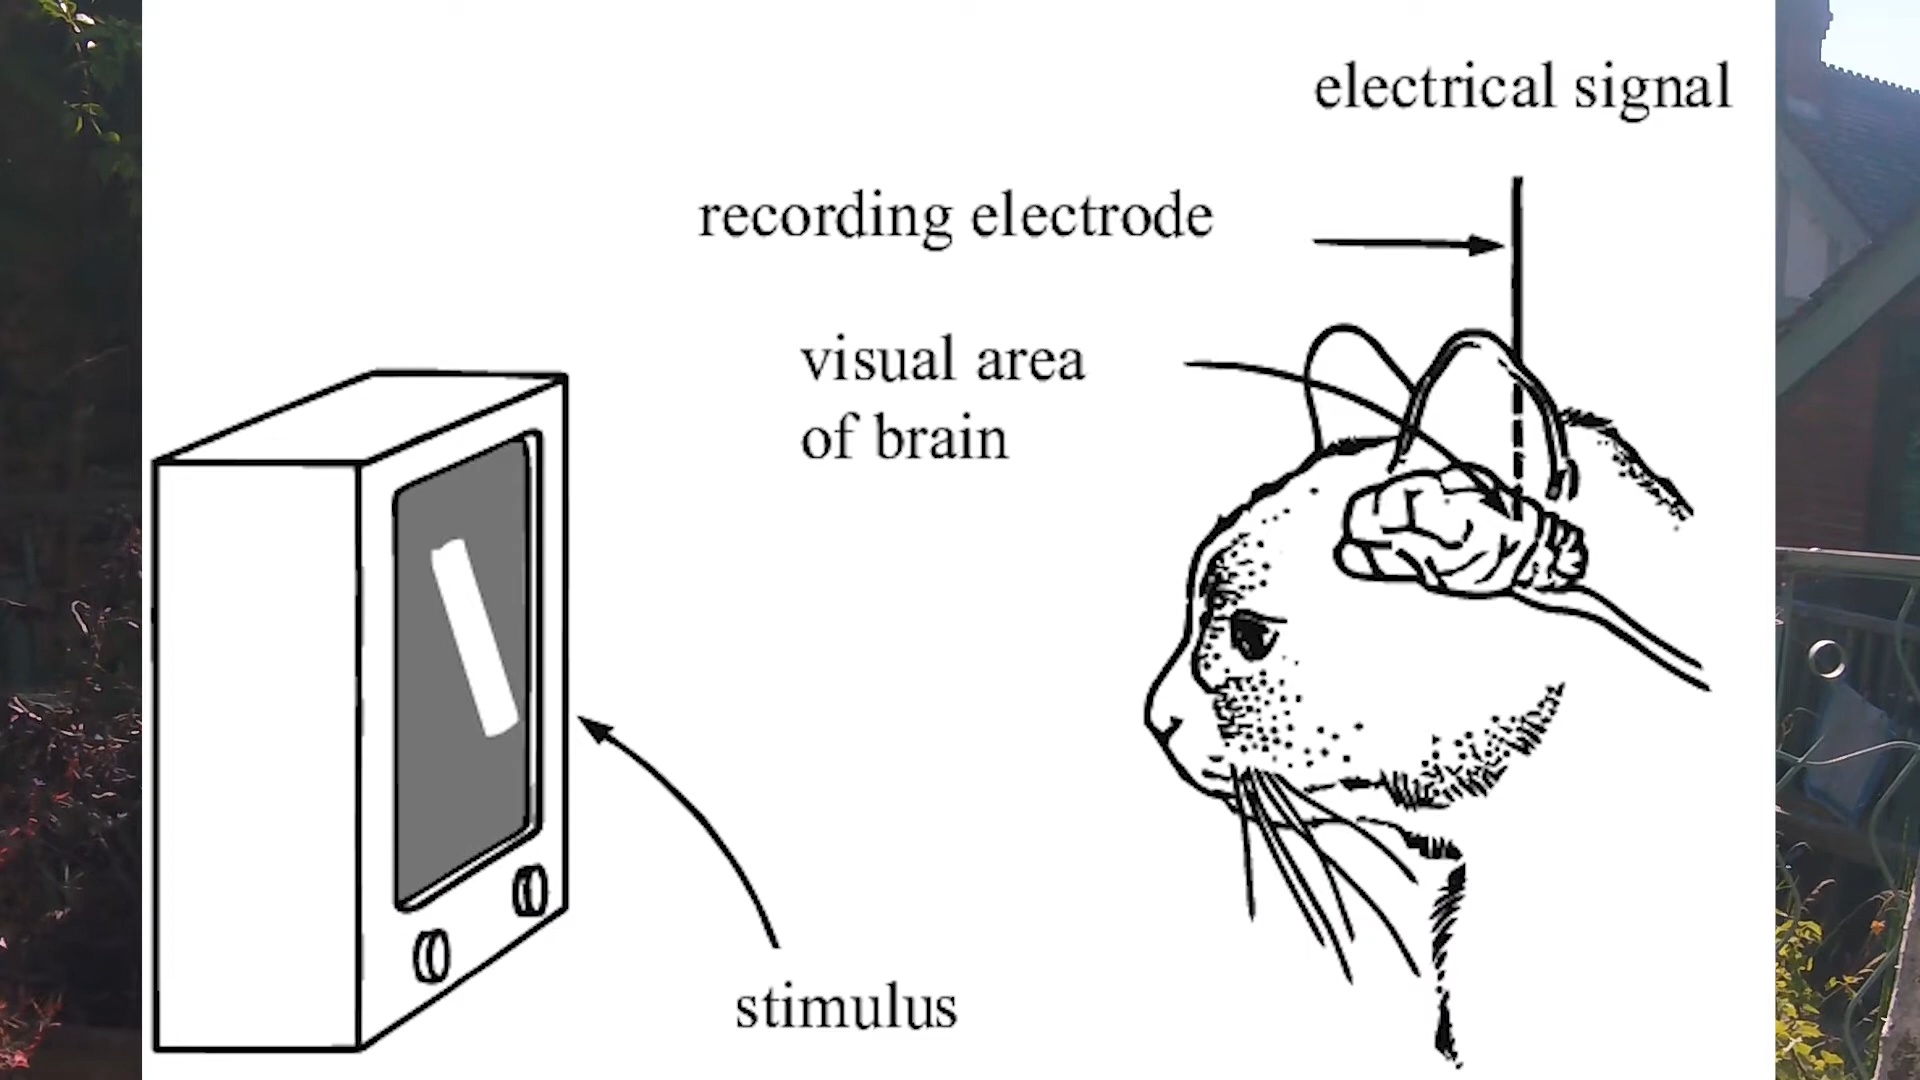 electrical signal
recording electrode
visual area
of brain
stimulus